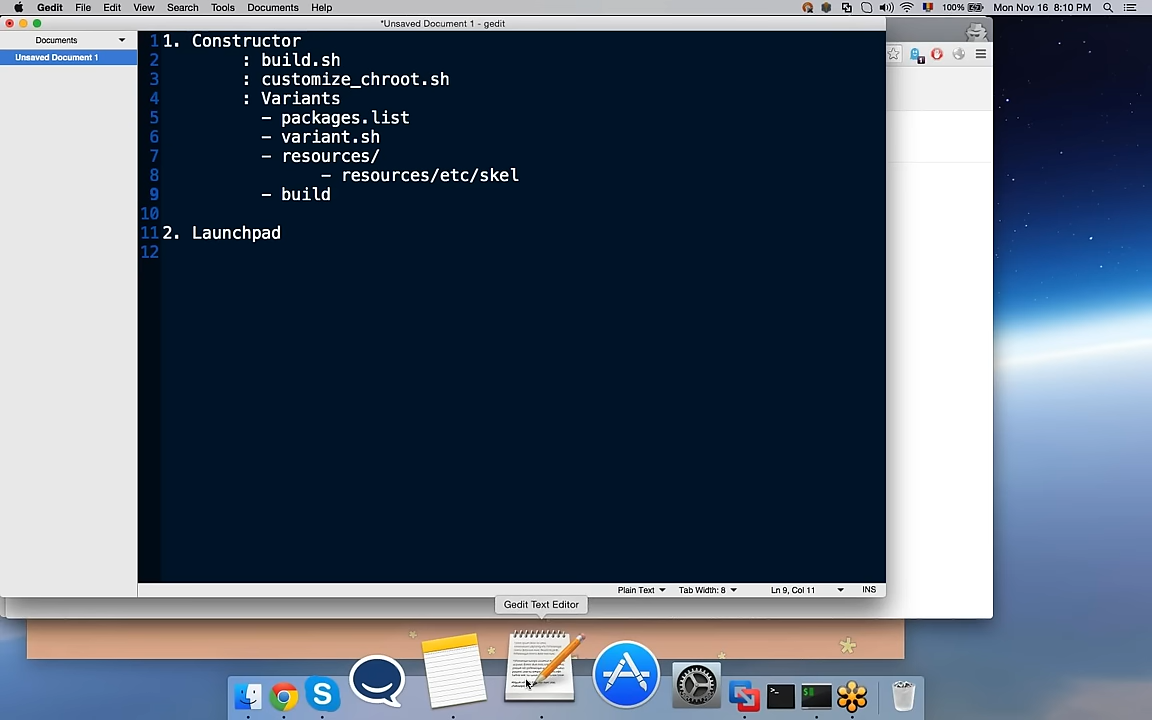 Gedit File Edit View Search Tools Documents Help
100% Mon Nov 16 8:10 PM
*Unsaved Document 1 - gedit
Documents
Unsaved Document 1
1 1. Constructor
2 : build.sh
3 : customize_chroot.sh
4 : Variants
5 - packages.list
6 - variant.sh
7 - resources/
8 - resources/etc/skel
9 - build
10
11 2. Launchpad
12
Plain Text Tab Width: 8 Ln 9, Col 11 INS
Gedit Text Editor